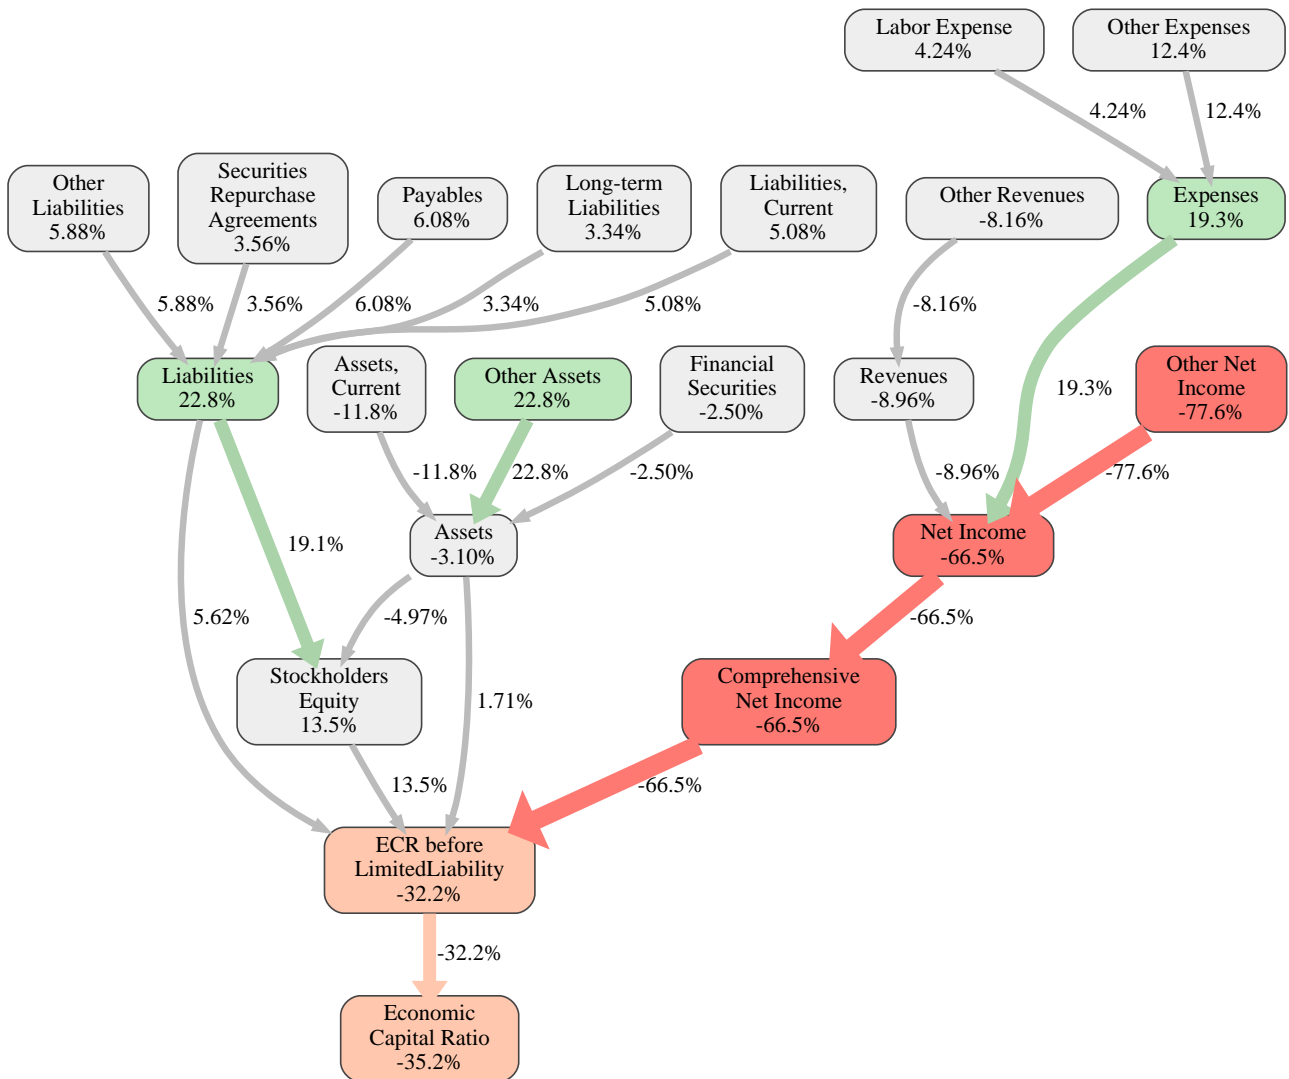 Labor Expense
4.24%
Other Expenses
12.4%
4.24%
12.4%
Other
Liabilities
5.88%
Securities
Repurchase
Agreements
3.56%
Payables
6.08%
Long-term
Liabilities
3.34%
Liabilities,
Current
5.08%
Other Revenues
-8.16%
Expenses
19.3%
5.88%
3.56%
6.08%
3.34%
5.08%
-8.16%
19.3%
Liabilities
22.8%
Assets,
Current
-11.8%
Other Assets
22.8%
Financial
Securities
-2.50%
Revenues
-8.96%
Other Net
Income
-77.6%
-11.8%
22.8%
-2.50%
-8.96%
-77.6%
19.1%
Assets
-3.10%
Net Income
-66.5%
5.62%
-4.97%
-66.5%
Stockholders
Equity
13.5%
1.71%
Comprehensive
Net Income
-66.5%
13.5%
-66.5%
ECR before
LimitedLiability
-32.2%
-32.2%
Economic
Capital Ratio
-35.2%